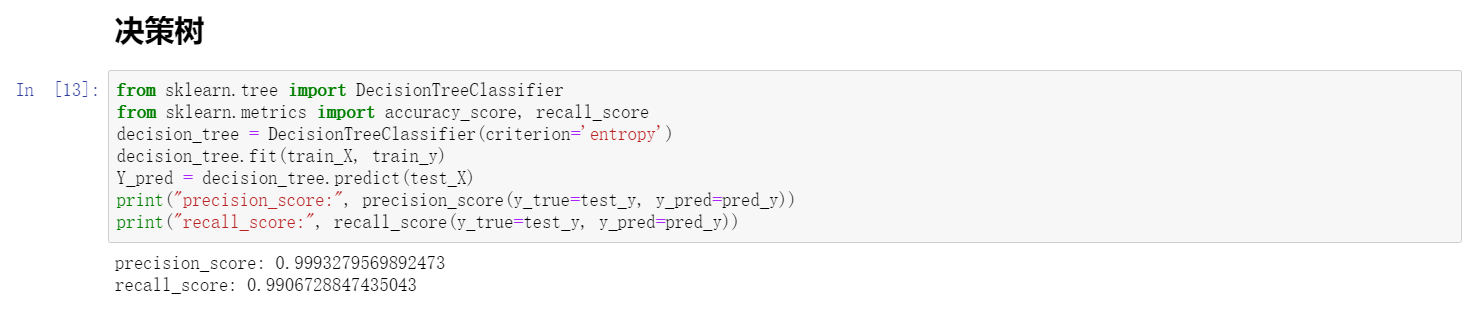 决策树
In [13]: from sklearn.tree import DecisionTreeClassifier
from sklearn.metrics import accuracy_score, recall_score
decision_tree = DecisionTreeClassifier(criterion='entropy')
decision_tree.fit(train_X, train_y)
Y_pred = decision_tree.predict(test_X)
print("precision_score:", precision_score(y_true=test_y, y_pred=pred_y))
print("recall_score:", recall_score(y_true=test_y, y_pred=pred_y))
precision_score: 0.9993279569892473
recall_score: 0.9906728847435043